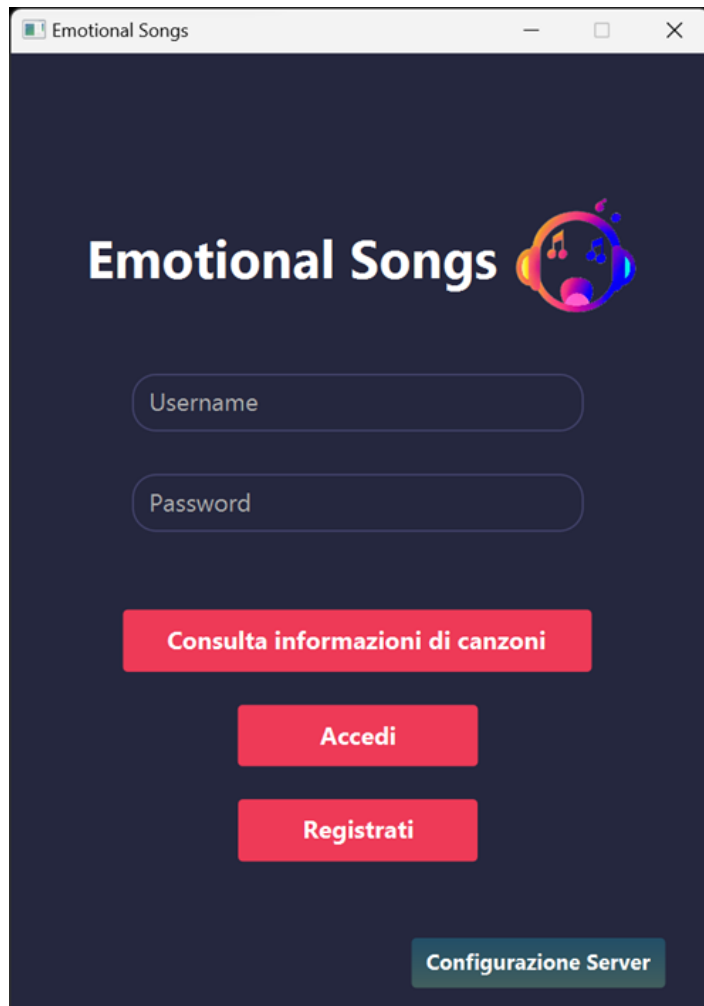 Emotional Songs
Emotional Songs
Username
Password
Consulta informazioni di canzoni
Accedi
Registrati
Configurazione Server